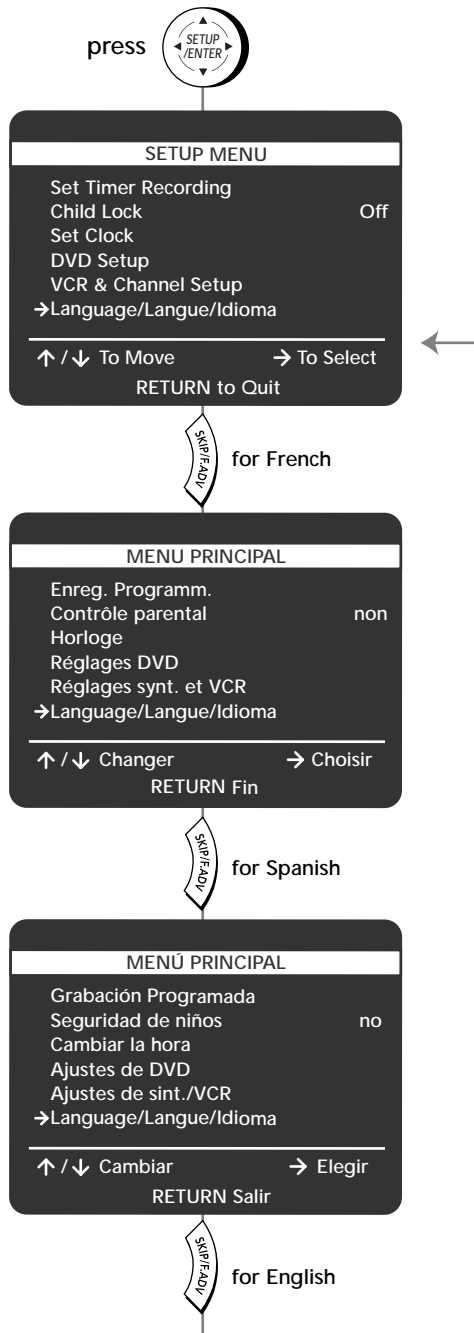 press
SETUP
/ENTER
SETUP MENU
Set Timer Recording
Child Lock Off
Set Clock
DVD Setup
VCR & Channel Setup
→Language/Langue/Idioma
↑ / ↓ To Move → To Select
RETURN to Quit
SKIP/F.ADV
for French
MENU PRINCIPAL
Enreg. Programm.
Contrôle parental non
Horloge
Réglages DVD
Réglages synt. et VCR
→Language/Langue/Idioma
↑ / ↓ Changer → Choisir
RETURN Fin
SKIP/F.ADV
for Spanish
MENÚ PRINCIPAL
Grabación Programada
Seguridad de niños no
Cambiar la hora
Ajustes de DVD
Ajustes de sint./VCR
→Language/Langue/Idioma
↑ / ↓ Cambiar → Elegir
RETURN Salir
SKIP/F.ADV
for English